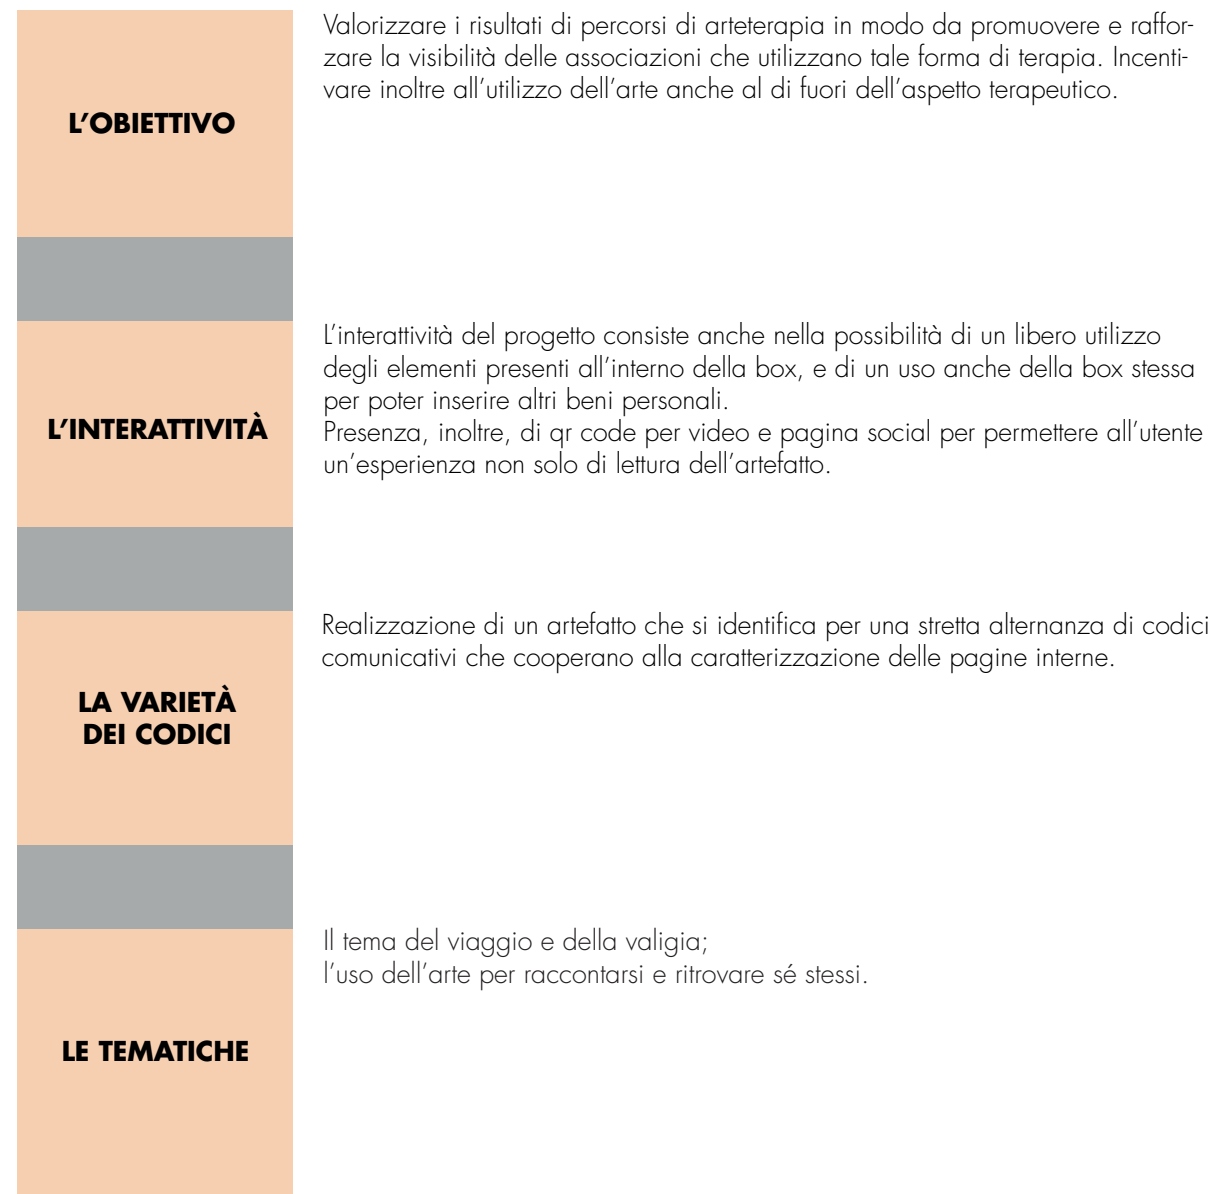 L'OBIETTIVO
Valorizzare i risultati di percorsi di arteterapia in modo da promuovere e raffor-
zare la visibilità delle associazioni che utilizzano tale forma di terapia. Incenti-
vare inoltre all'utilizzo dell'arte anche al di fuori dell'aspetto terapeutico.
L'INTERATTIVITÀ
L'interattività del progetto consiste anche nella possibilità di un libero utilizzo
degli elementi presenti all'interno della box, e di un uso anche della box stessa
per poter inserire altri beni personali.
Presenza, inoltre, di qr code per video e pagina social per permettere all'utente
un'esperienza non solo di lettura dell'artefatto.
LA VARIETÀ
DEI CODICI
Realizzazione di un artefatto che si identifica per una stretta alternanza di codici
comunicativi che cooperano alla caratterizzazione delle pagine interne.
LE TEMATICHE
Il tema del viaggio e della valigia;
l'uso dell'arte per raccontarsi e ritrovare sé stessi.